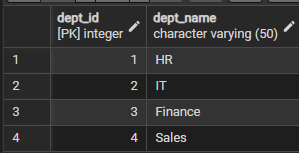 dept_id dept_name
[PK] integer character varying (50)
1 1 HR
2 2 IT
3 3 Finance
4 4 Sales